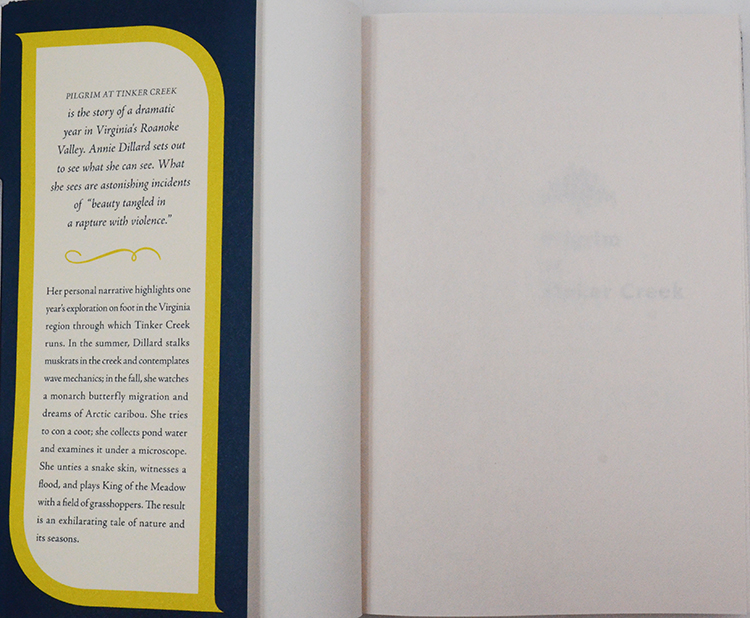 PILGRIM AT TINKER CREEK
is the story of a dramatic
year in Virginia's Roanoke
Valley. Annie Dillard sets out
to see what she can see. What
she sees are astonishing incidents
of “beauty tangled in
a rapture with violence.”
Her personal narrative highlights one
year's exploration on foot in the Virginia
region through which Tinker Creek
runs. In the summer, Dillard stalks
muskrats in the creek and contemplates
wave mechanics; in the fall, she watches
a monarch butterfly migration and
dreams of Arctic caribou. She tries
to con a coot; she collects pond water
and examines it under a microscope.
She unties a snake skin, witnesses a
flood, and plays King of the Meadow
with a field of grasshoppers. The result
is an exhilarating tale of nature and
its seasons.
Pilgrim
Tinker Creek